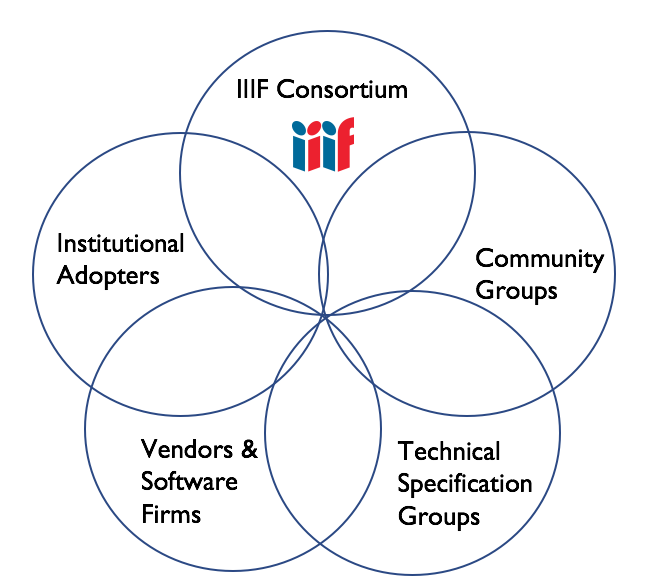 IIIF Consortium
iiif
Institutional
Adopters
Community
Groups
Vendors &
Software
Firms
Technical
Specification
Groups